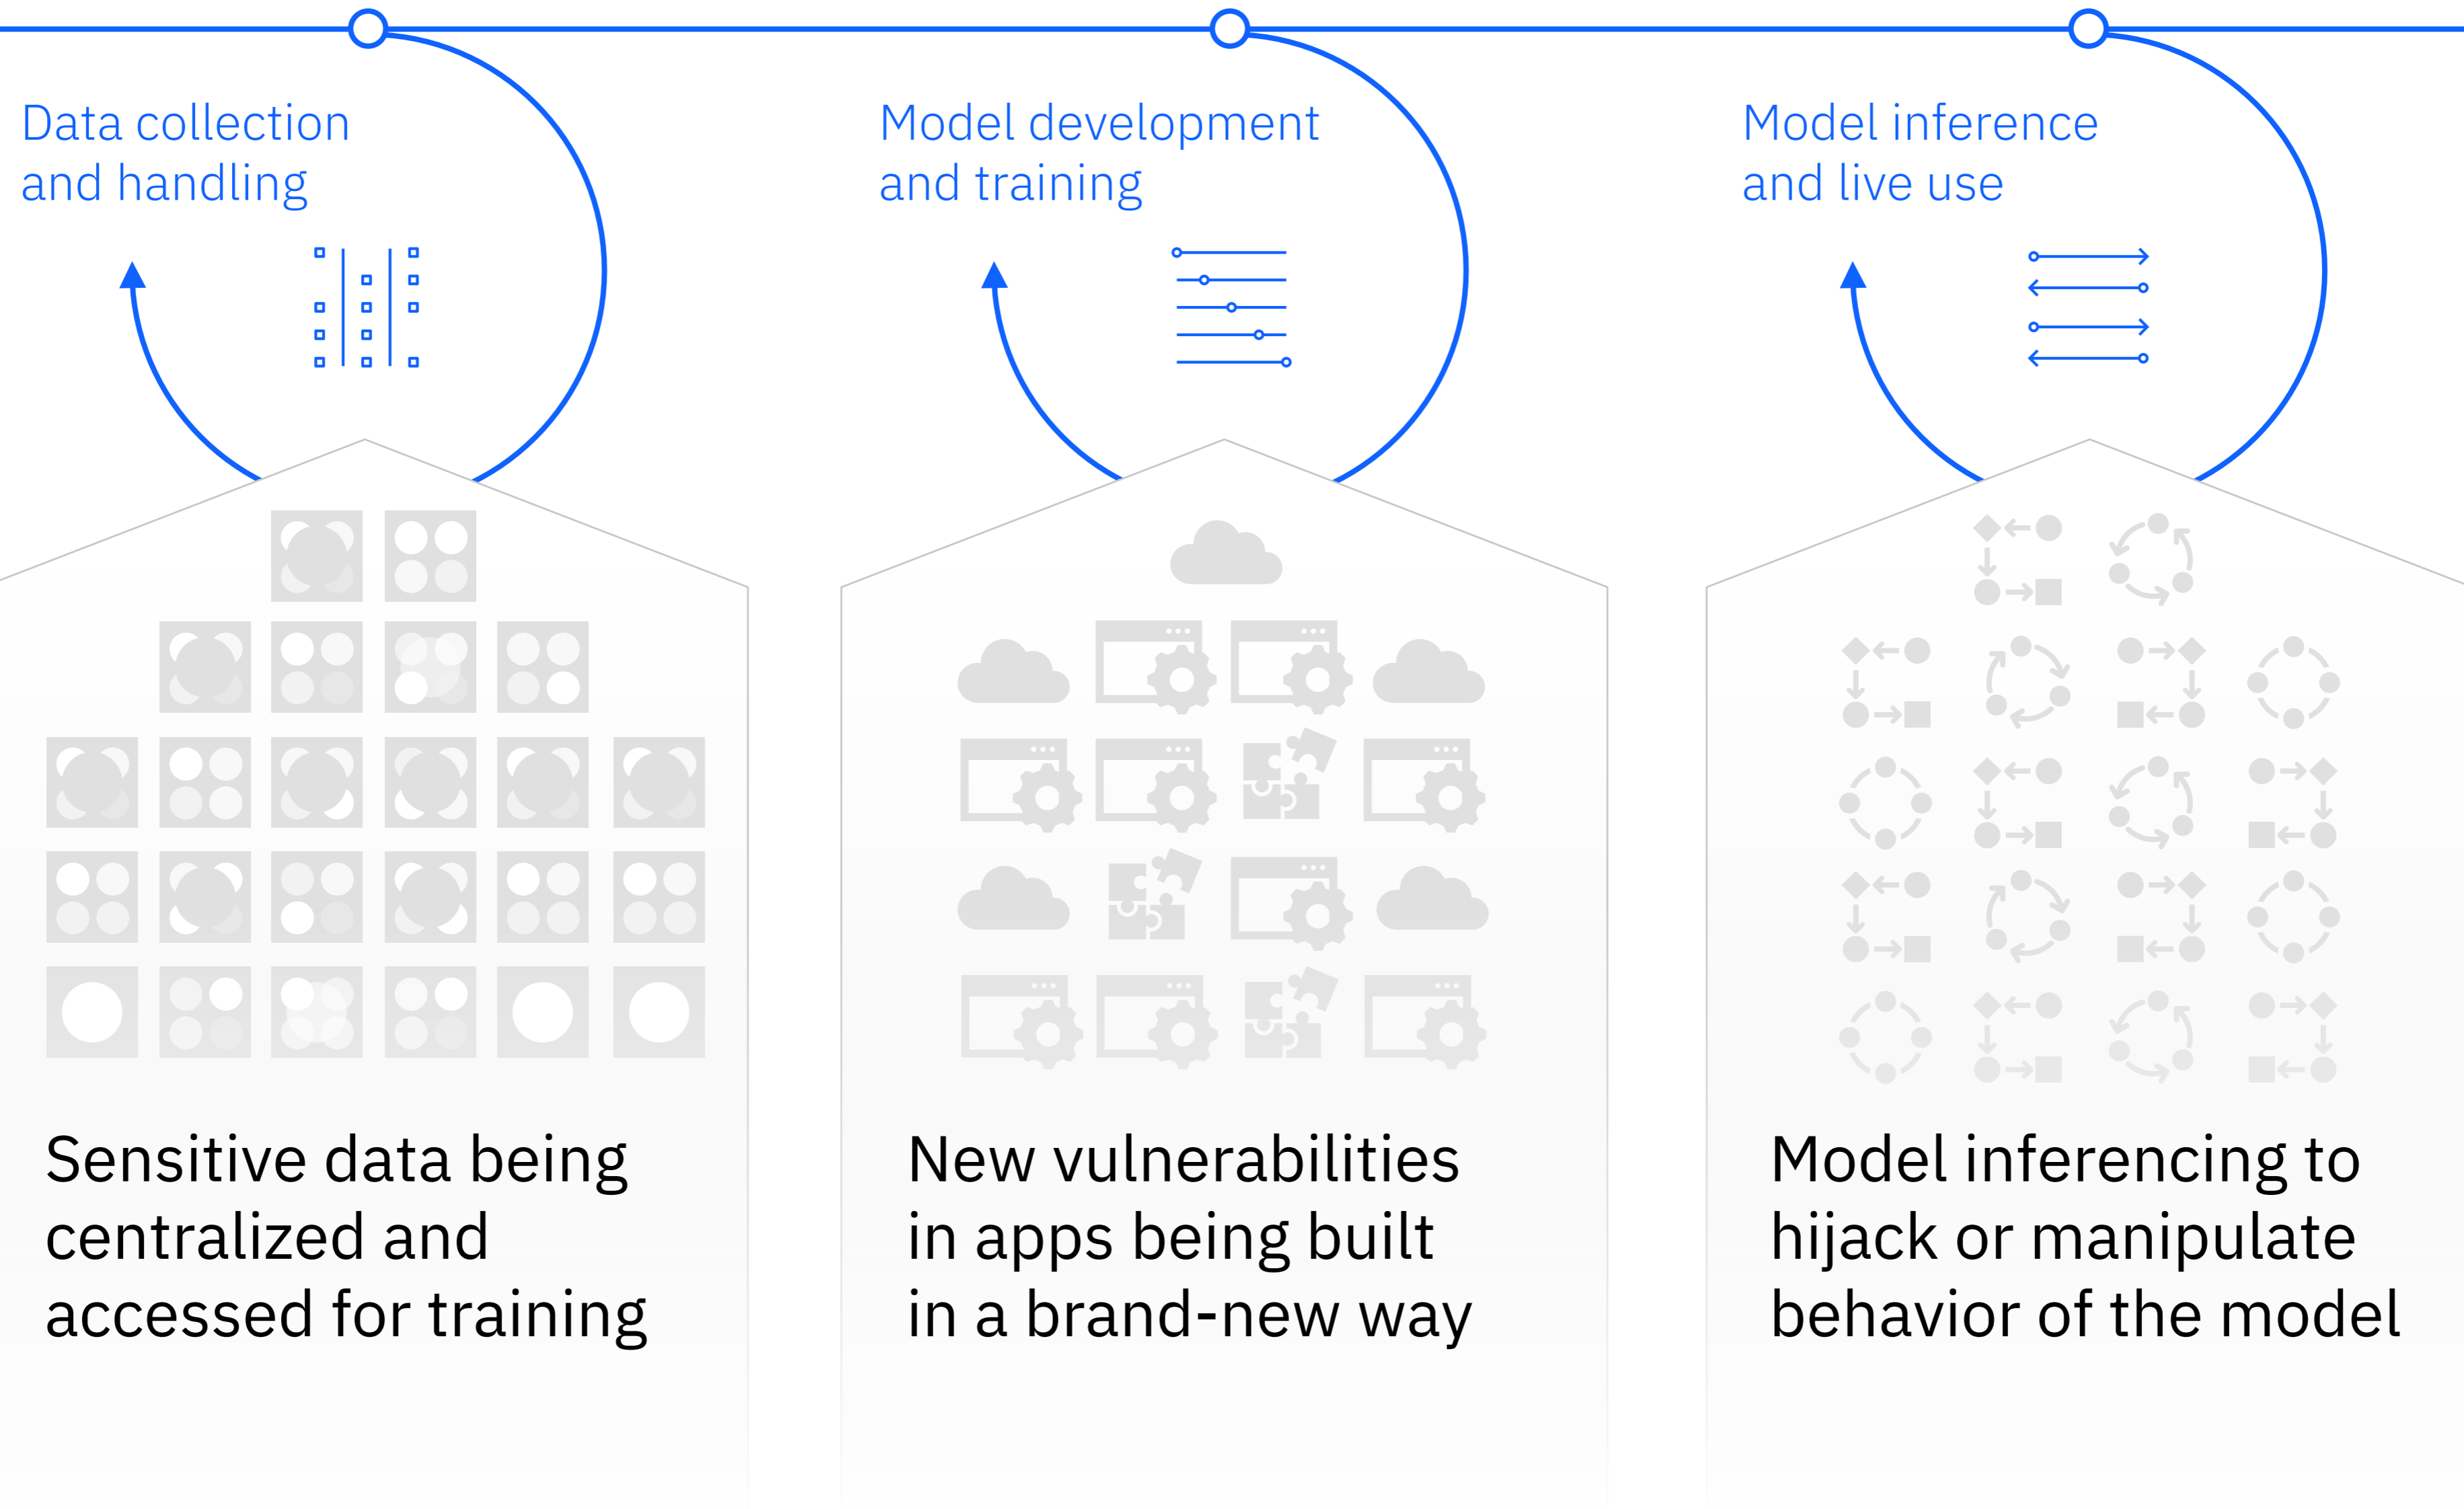 Data collection
and handling
Model development
and training
Model inference
and live use
Sensitive data being
centralized and
accessed for training
New vulnerabilities
in apps being built
in a brand-new way
Model inferencing to
hijack or manipulate
behavior of the model